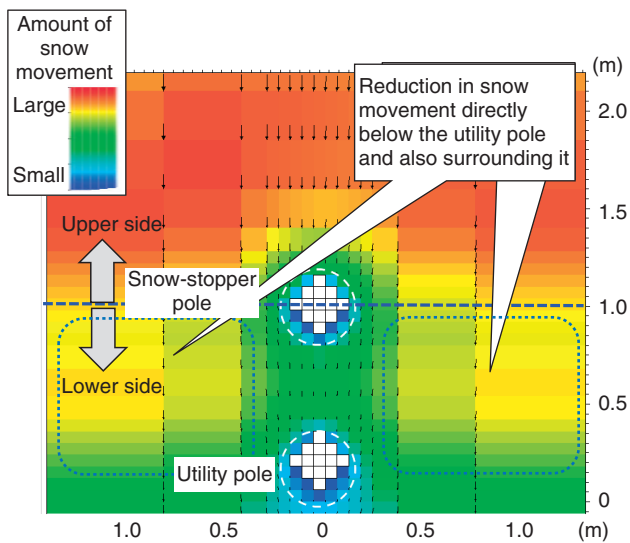 Amount of
snow
movement
Large
Small
Reduction in snow
movement directly
below the utility pole
and also surrounding it
(m)
2.0
1.5
1.0
0.5
0
Upper side
Snow-stopper
pole
Lower side
Utility pole
1.0
0.5
0
0.5
1.0
(m)